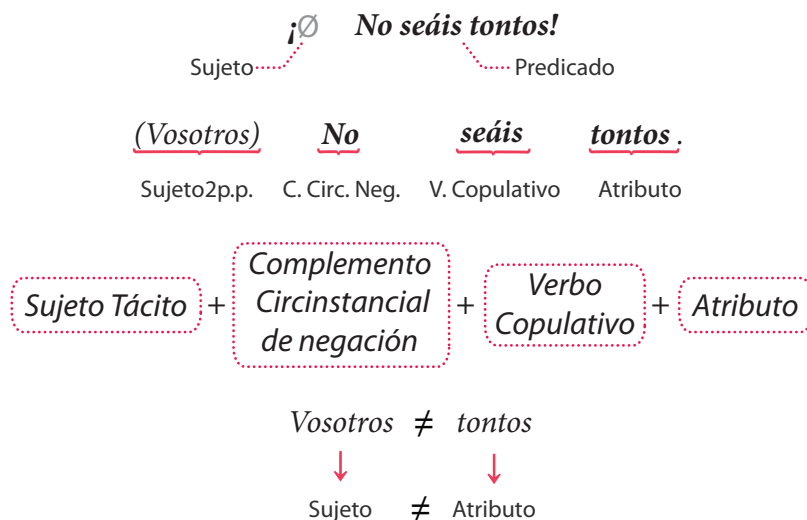 ¡Ø No seáis tontos!
Sujeto Predicado
(Vosotros) No seáis tontos .
Sujeto2p.p. C. Circ. Neg. V. Copulativo Atributo
Sujeto Tácito + Complemento Circinstancial de negación + Verbo Copulativo + Atributo
Vosotros ≠ tontos
Sujeto ≠ Atributo